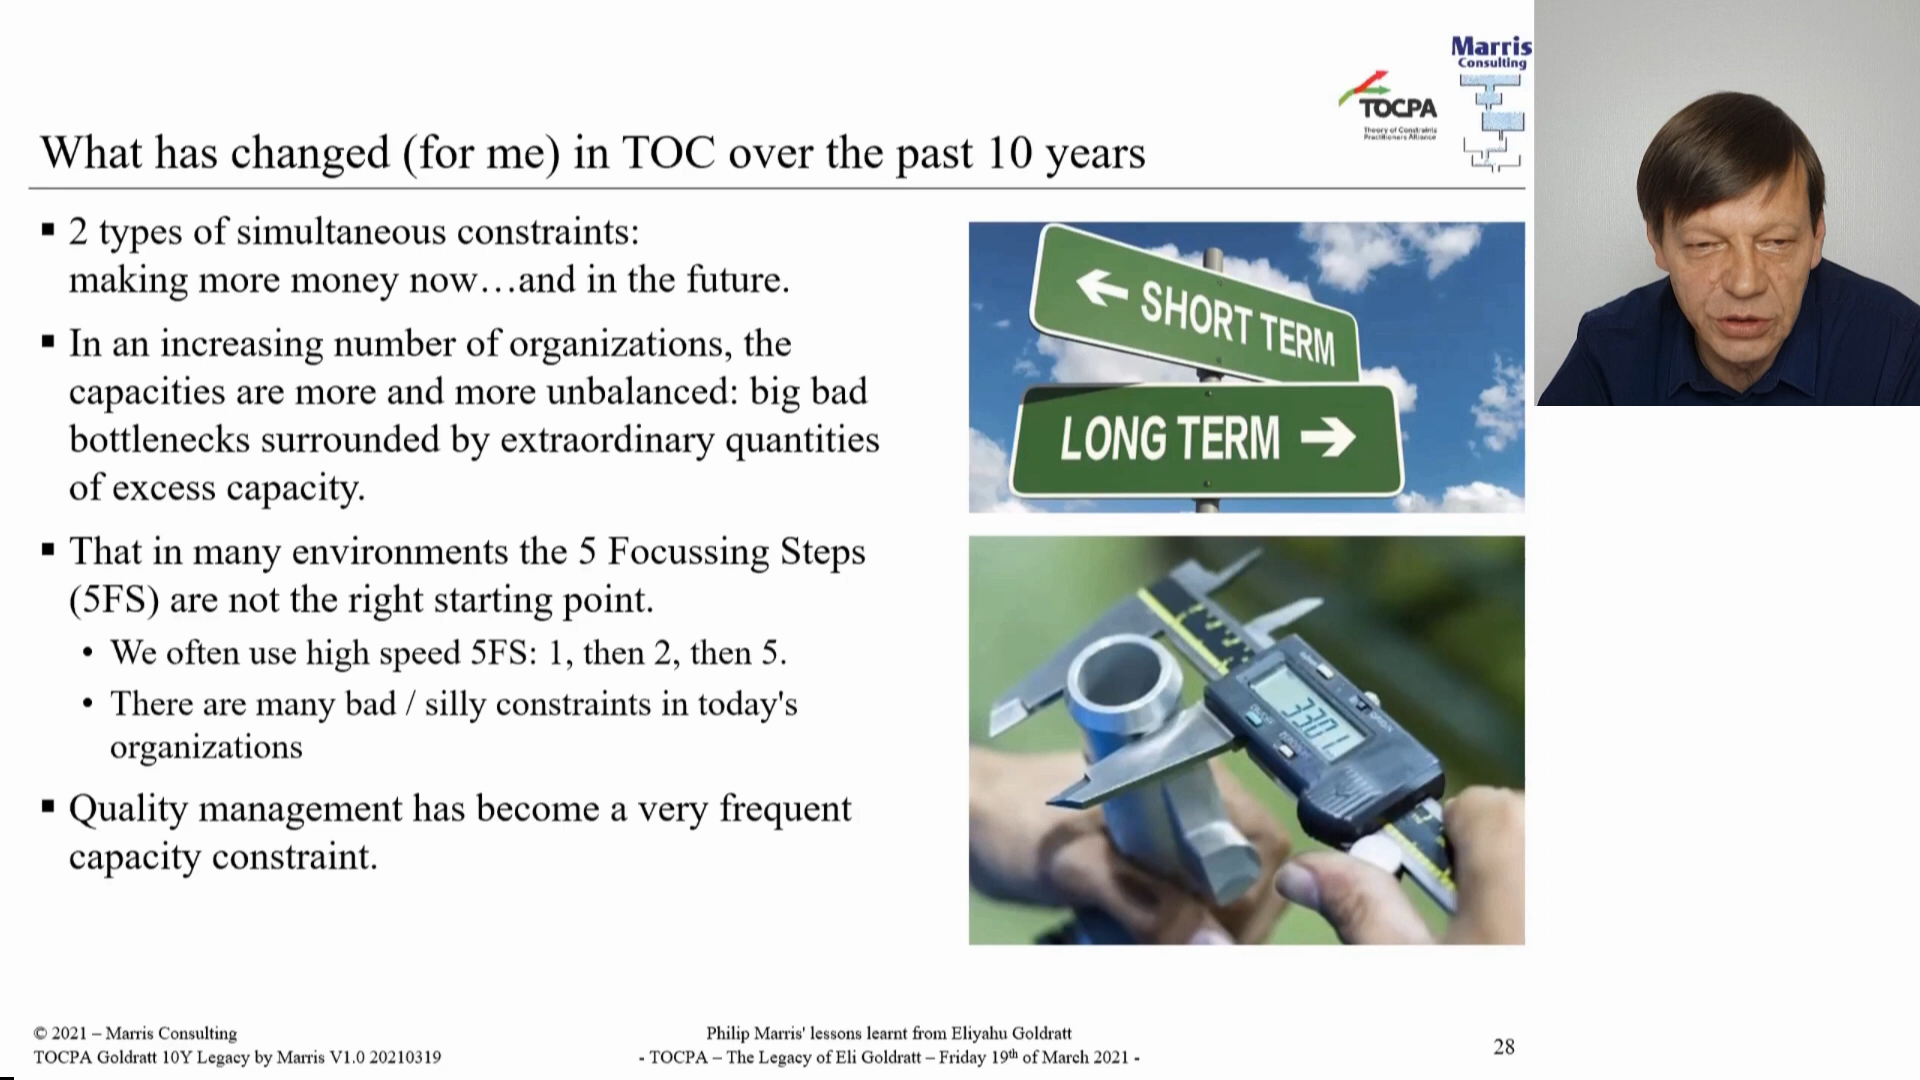 Marris
Consulting
TOCPA
Theory of Constraints
Practitioners Alliance
What has changed (for me) in TOC over the past 10 years
▪ 2 types of simultaneous constraints:
making more money now…and in the future.
▪ In an increasing number of organizations, the
capacities are more and more unbalanced: big bad
bottlenecks surrounded by extraordinary quantities
of excess capacity.
▪ That in many environments the 5 Focussing Steps
(5FS) are not the right starting point.
• We often use high speed 5FS: 1, then 2, then 5.
• There are many bad / silly constraints in today's
organizations
▪ Quality management has become a very frequent
capacity constraint.
SHORT TERM
LONG TERM
© 2021 – Marris Consulting
TOCPA Goldratt 10Y Legacy by Marris V1.0 20210319
Philip Marris' lessons learnt from Eliyahu Goldratt
- TOCPA – The Legacy of Eli Goldratt – Friday 19th of March 2021 -
28